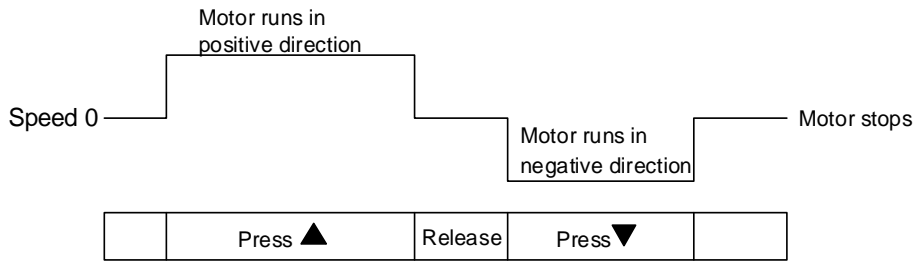 Motor runs in
positive direction
Speed 0
Motor stops
Motor runs in
negative direction
Press ▲
Release
Press▼